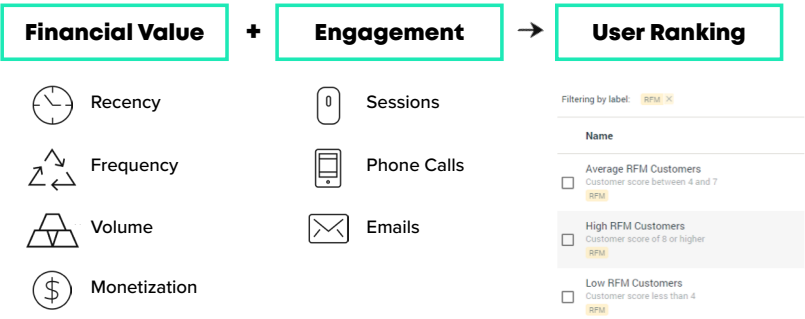 Financial Value + Engagement → User Ranking
Recency
Frequency
Volume
Monetization
Sessions
Phone Calls
Emails
Filtering by label: RFM ×
Name
Average RFM Customers
Customer score between 4 and 7
RFM
High RFM Customers
Customer score of 8 or higher
RFM
Low RFM Customers
Customer score less than 4
RFM